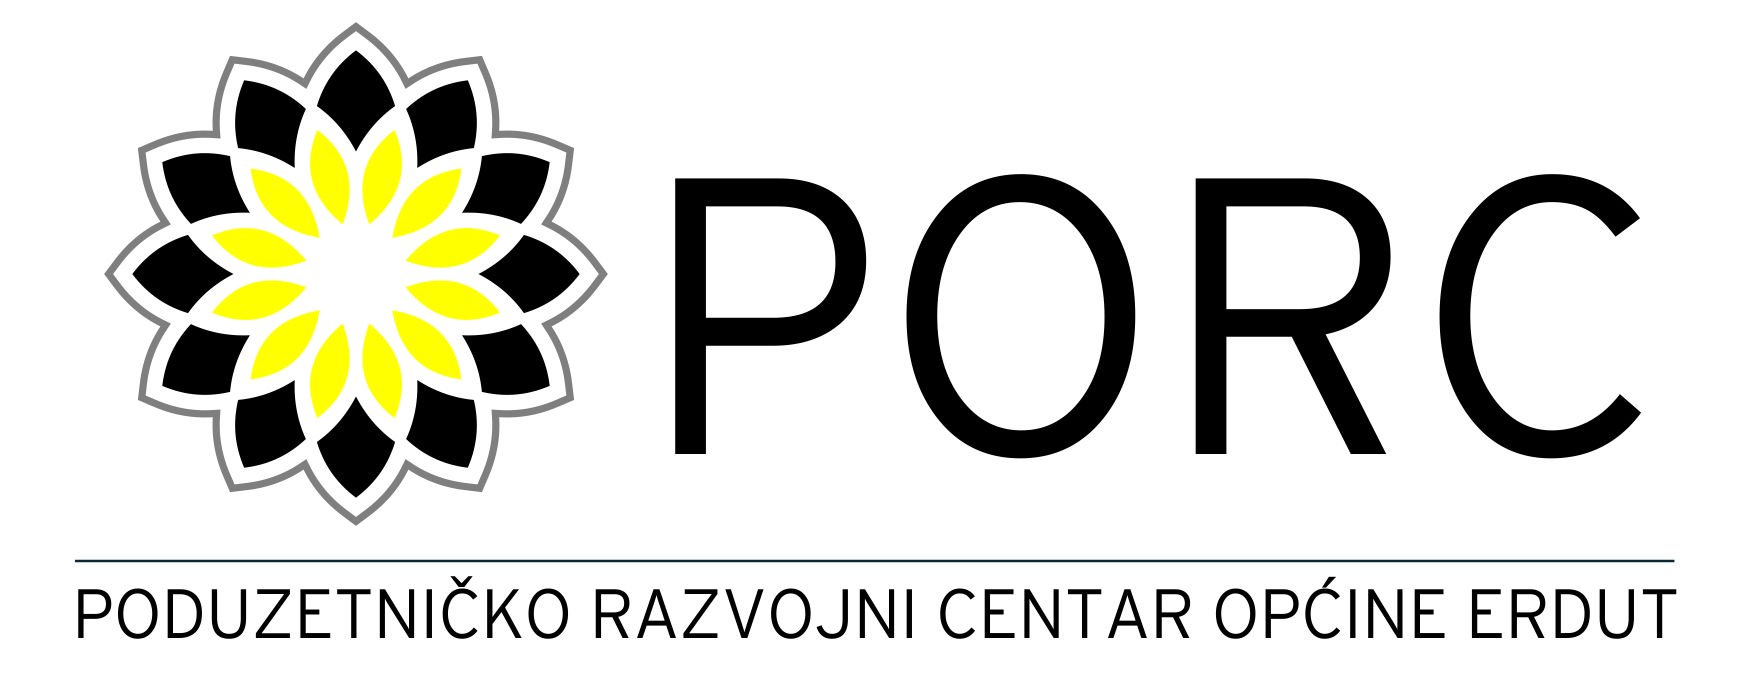 PORC
PODUZETNIČKO RAZVOJNI CENTAR OPĆINE ERDUT